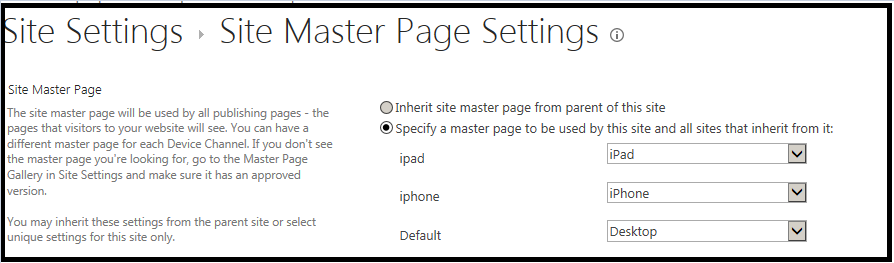 Site Settings ▸ Site Master Page Settings ⓘ
Site Master Page
The site master page will be used by all publishing pages - the
pages that visitors to your website will see. You can have
a different master page for each Device Channel. If you don't see
the master page you're looking for, go to the Master Page
Gallery in Site Settings and make sure it has an approved
version.
You may inherit these settings from the parent site or select
unique settings for this site only.
Inherit site master page from parent of this site
Specify a master page to be used by this site and all sites that inherit from it:
ipad iPad
iphone iPhone
Default Desktop